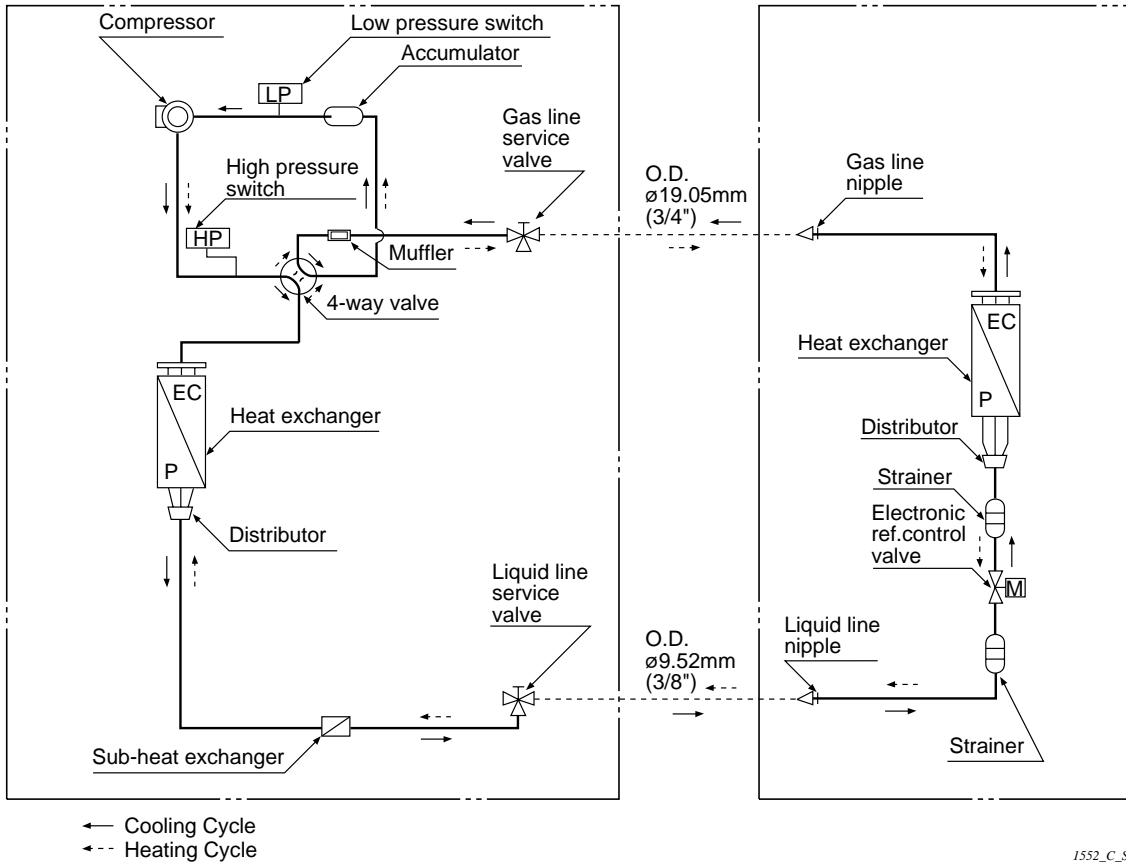 Compressor
Low pressure switch
Accumulator
LP
Gas line
service
valve
High pressure
switch
HP
Muffler
4-way valve
O.D.
ø19.05mm
(3/4")
Gas line
nipple
EC
P
Heat exchanger
Distributor
EC
P
Heat exchanger
Distributor
Strainer
Electronic
ref.control
valve
M
Liquid line
service
valve
O.D.
ø9.52mm
(3/8")
Liquid line
nipple
Sub-heat exchanger
Strainer
Cooling Cycle
Heating Cycle
1552_C_S